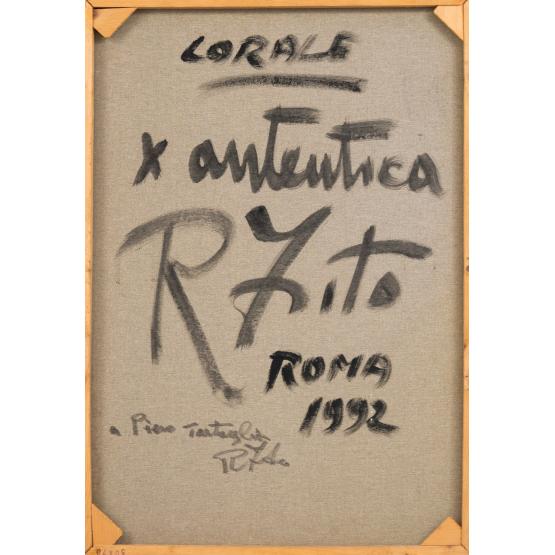 CORALE
x autentica
R Zito
ROMA
1992
a Piero Tartaglia
R Zito